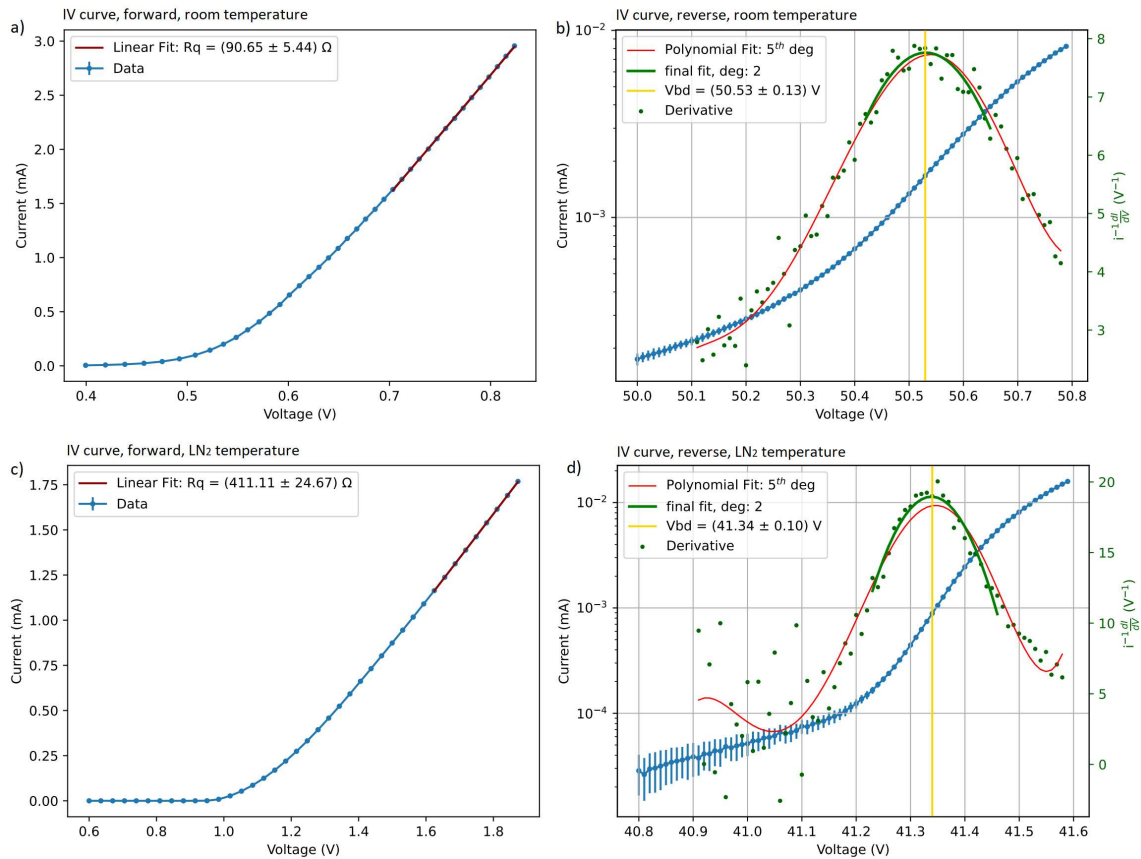 a)
IV curve, forward, room temperature
Linear Fit: Rq = (90.65 ± 5.44) Ω
Data
Current (mA)
3.0
2.5
2.0
1.5
1.0
0.5
0.0
0.4 0.5 0.6 0.7 0.8
Voltage (V)
b)
IV curve, reverse, room temperature
Polynomial Fit: 5th deg
final fit, deg: 2
Vbd = (50.53 ± 0.13) V
Derivative
Current (mA)
10−2
10−3
8
7
6
5
4
3
i−1 dI/dV (V−1)
50.0 50.1 50.2 50.3 50.4 50.5 50.6 50.7 50.8
Voltage (V)
c)
IV curve, forward, LN2 temperature
Linear Fit: Rq = (411.11 ± 24.67) Ω
Data
Current (mA)
1.75
1.50
1.25
1.00
0.75
0.50
0.25
0.00
0.6 0.8 1.0 1.2 1.4 1.6 1.8
Voltage (V)
d)
IV curve, reverse, LN2 temperature
Polynomial Fit: 5th deg
final fit, deg: 2
Vbd = (41.34 ± 0.10) V
Derivative
Current (mA)
10−2
10−3
10−4
20
15
10
5
0
i−1 dI/dV (V−1)
40.8 40.9 41.0 41.1 41.2 41.3 41.4 41.5 41.6
Voltage (V)